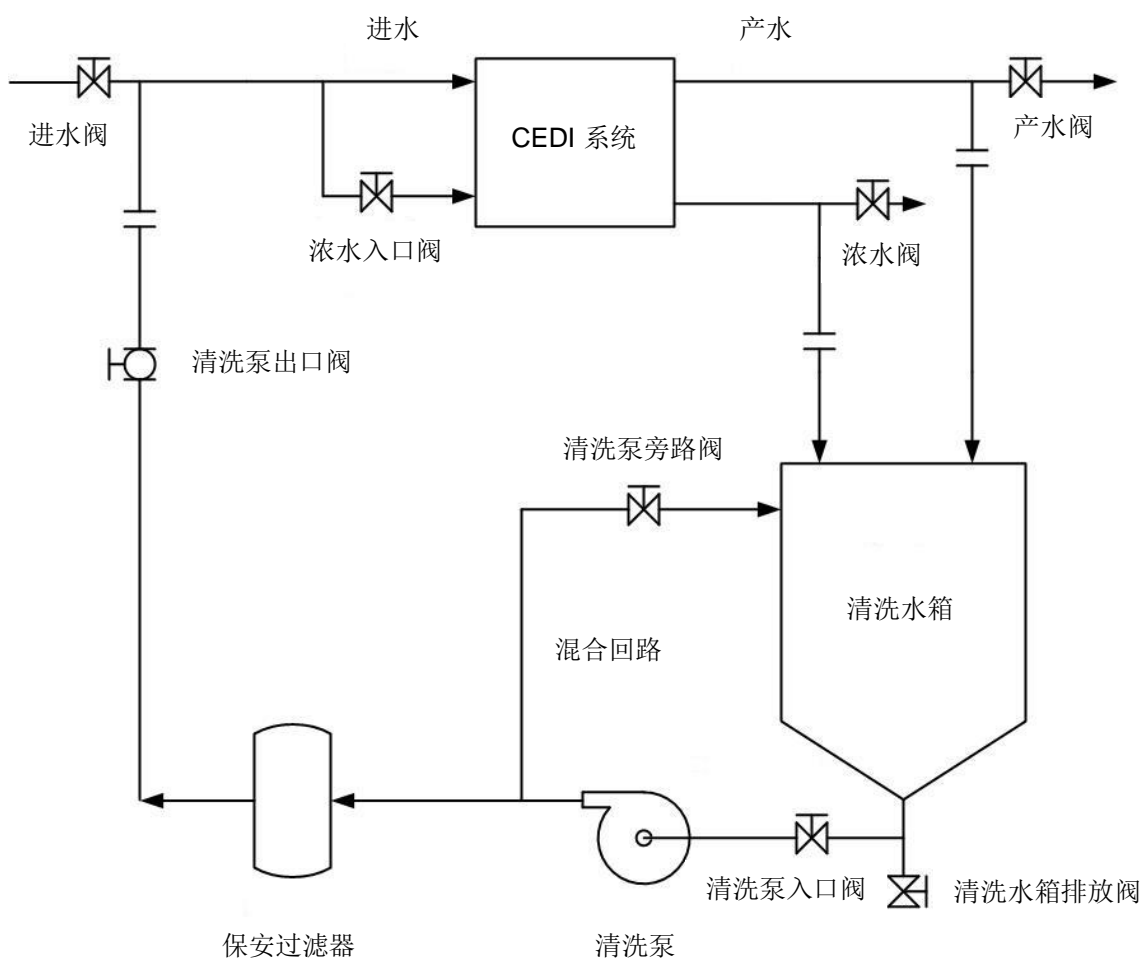 进水
产水
进水阀
CEDI 系统
产水阀
浓水入口阀
浓水阀
清洗泵出口阀
清洗泵旁路阀
清洗水箱
混合回路
清洗泵入口阀
清洗水箱排放阀
保安过滤器
清洗泵